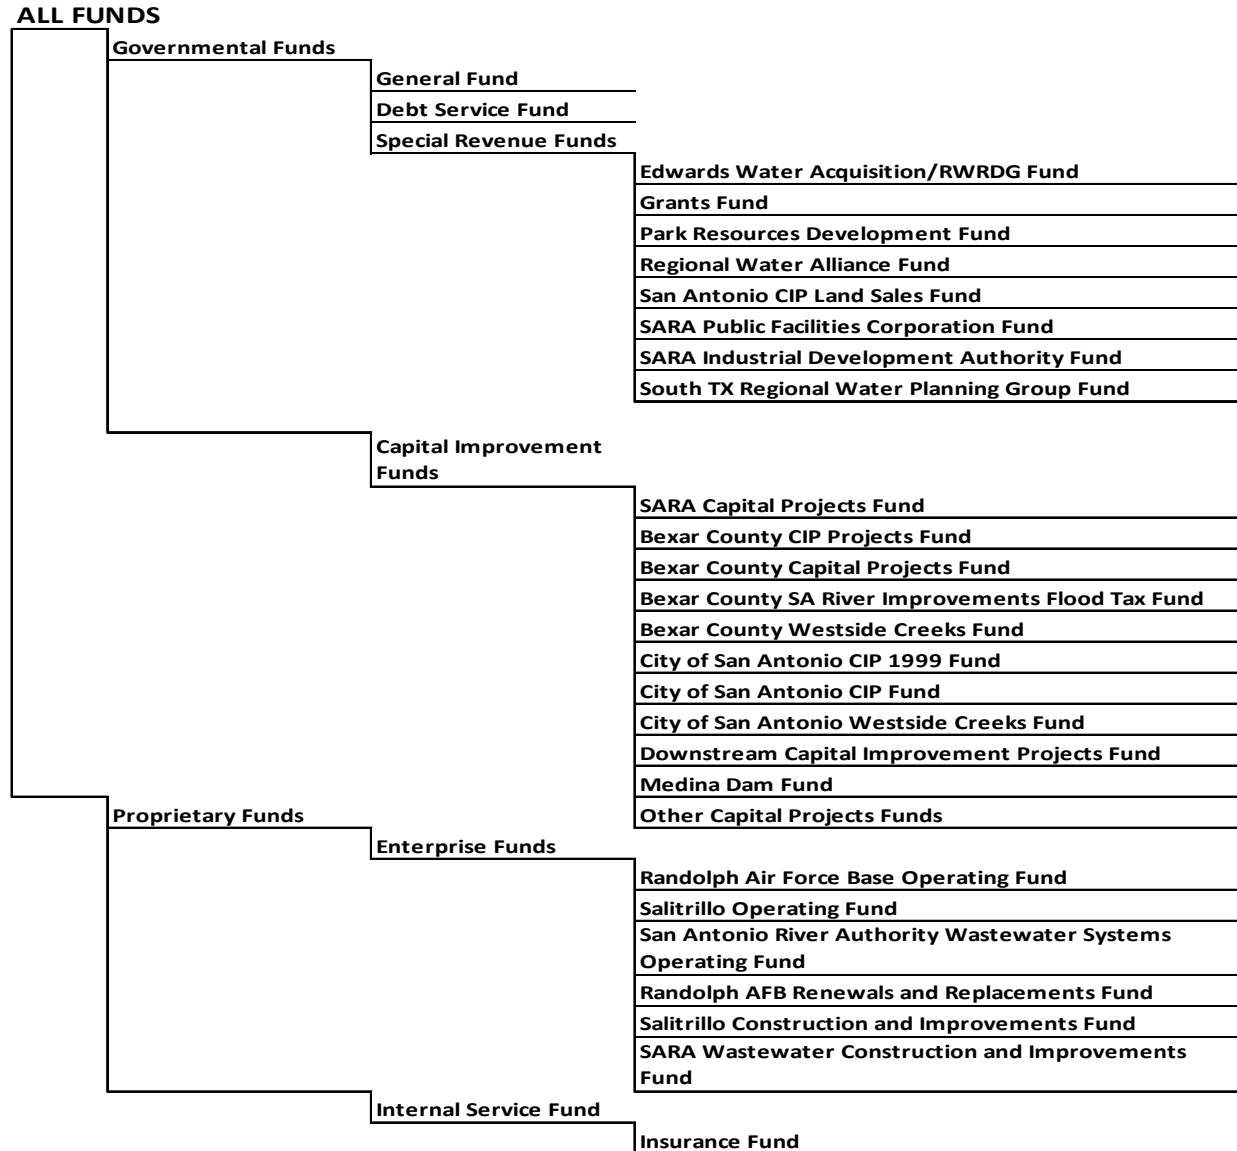 ALL FUNDS
Governmental Funds
General Fund
Debt Service Fund
Special Revenue Funds
Edwards Water Acquisition/RWRDG Fund
Grants Fund
Park Resources Development Fund
Regional Water Alliance Fund
San Antonio CIP Land Sales Fund
SARA Public Facilities Corporation Fund
SARA Industrial Development Authority Fund
South TX Regional Water Planning Group Fund
Capital Improvement
Funds
SARA Capital Projects Fund
Bexar County CIP Projects Fund
Bexar County Capital Projects Fund
Bexar County SA River Improvements Flood Tax Fund
Bexar County Westside Creeks Fund
City of San Antonio CIP 1999 Fund
City of San Antonio CIP Fund
City of San Antonio Westside Creeks Fund
Downstream Capital Improvement Projects Fund
Medina Dam Fund
Other Capital Projects Funds
Proprietary Funds
Enterprise Funds
Randolph Air Force Base Operating Fund
Salitrillo Operating Fund
San Antonio River Authority Wastewater Systems
Operating Fund
Randolph AFB Renewals and Replacements Fund
Salitrillo Construction and Improvements Fund
SARA Wastewater Construction and Improvements
Fund
Internal Service Fund
Insurance Fund